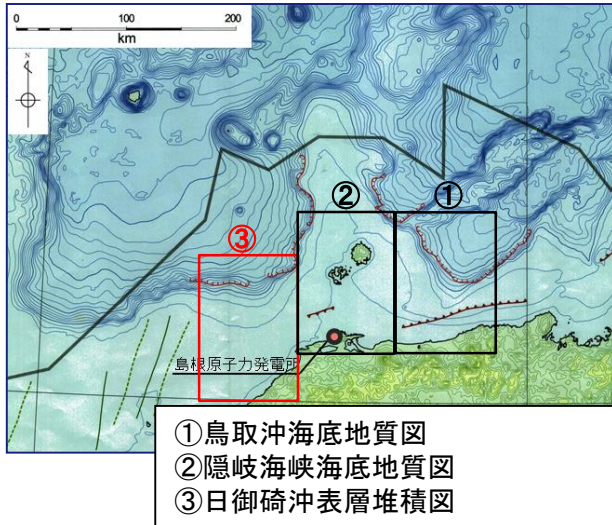 0 100 200
km
N
②
①
③
島根原子力発電所
①鳥取沖海底地質図
②隠岐海峡海底地質図
③日御碕沖表層堆積図